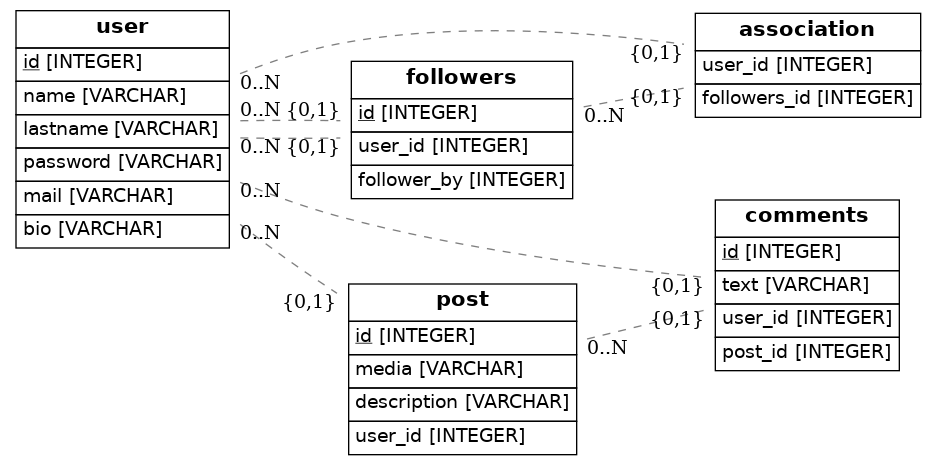 user
id [INTEGER]
name [VARCHAR]
lastname [VARCHAR]
password [VARCHAR]
mail [VARCHAR]
bio [VARCHAR]
0..N
0..N {0,1}
0..N {0,1}
0..N
0..N
followers
id [INTEGER]
user_id [INTEGER]
follower_by [INTEGER]
0..N
{0,1}
{0,1}
association
user_id [INTEGER]
followers_id [INTEGER]
{0,1}
post
id [INTEGER]
media [VARCHAR]
description [VARCHAR]
user_id [INTEGER]
0..N
{0,1}
{0,1}
comments
id [INTEGER]
text [VARCHAR]
user_id [INTEGER]
post_id [INTEGER]